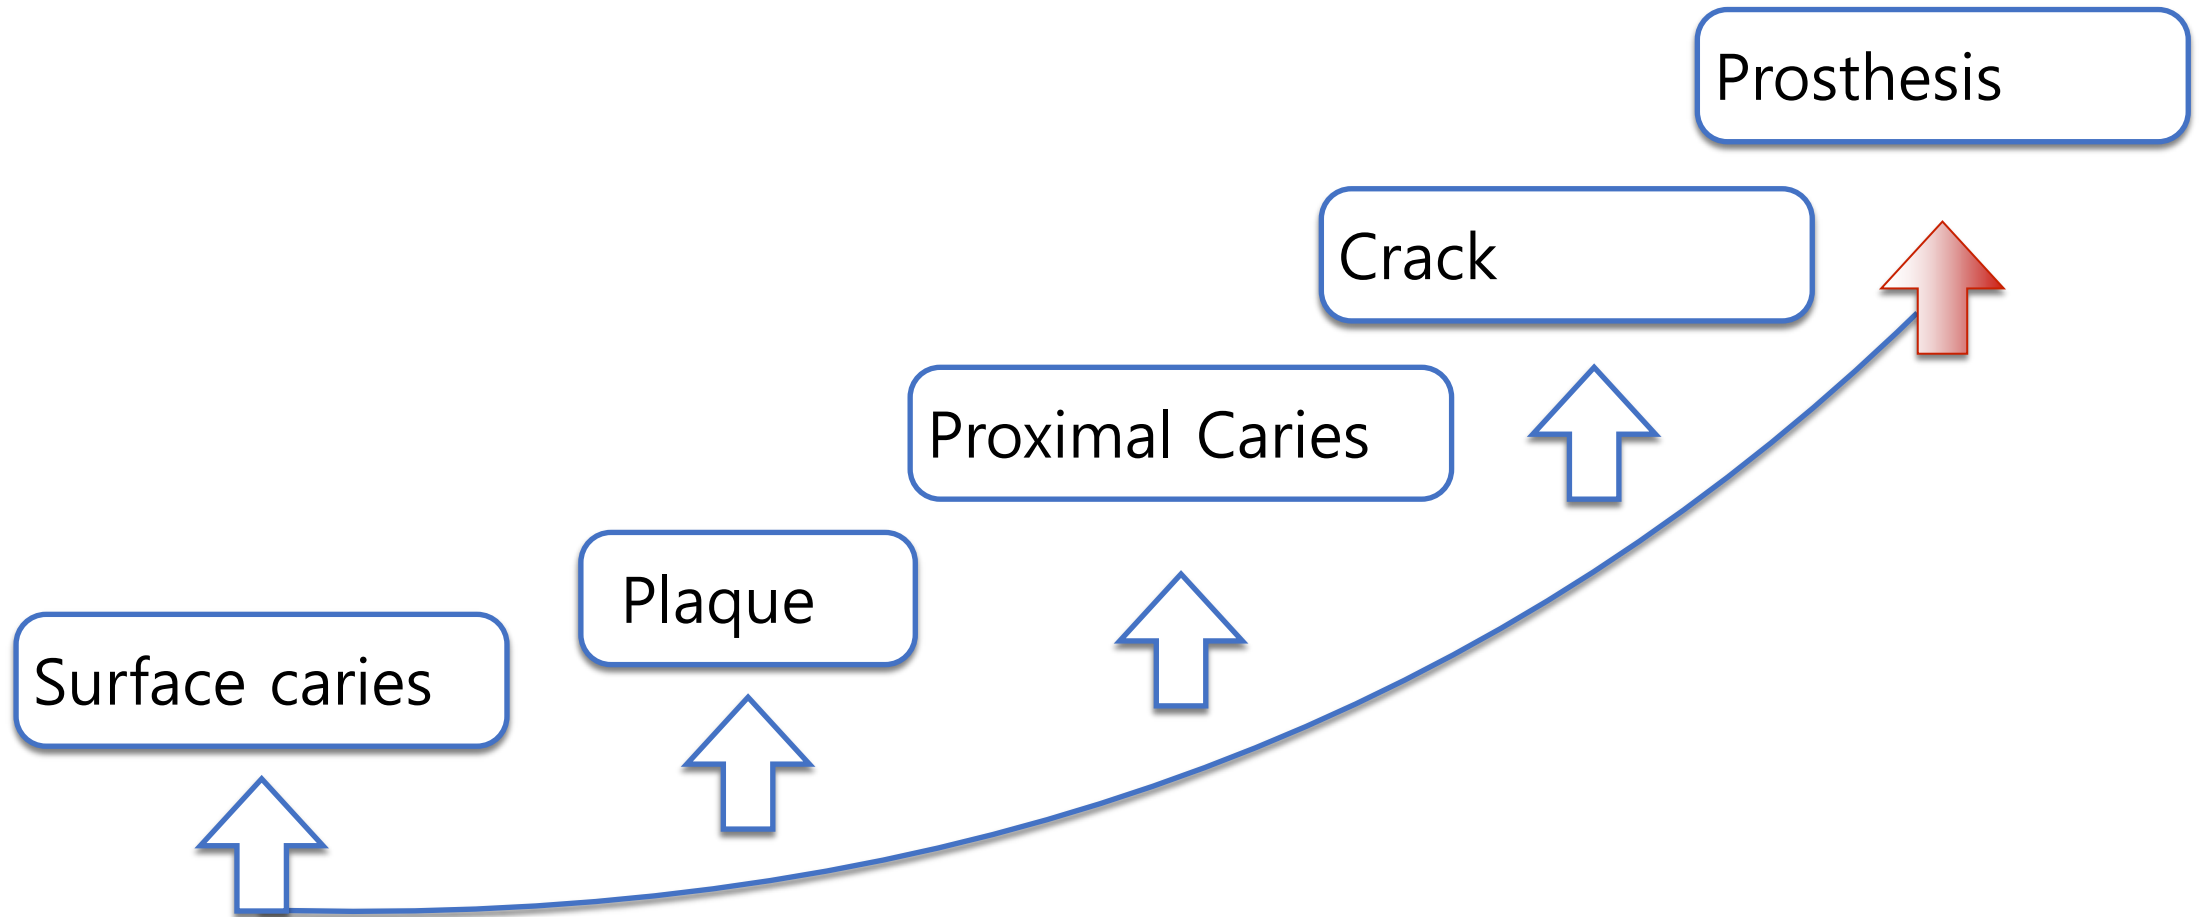 Prosthesis
Crack
Proximal Caries
Plaque
Surface caries